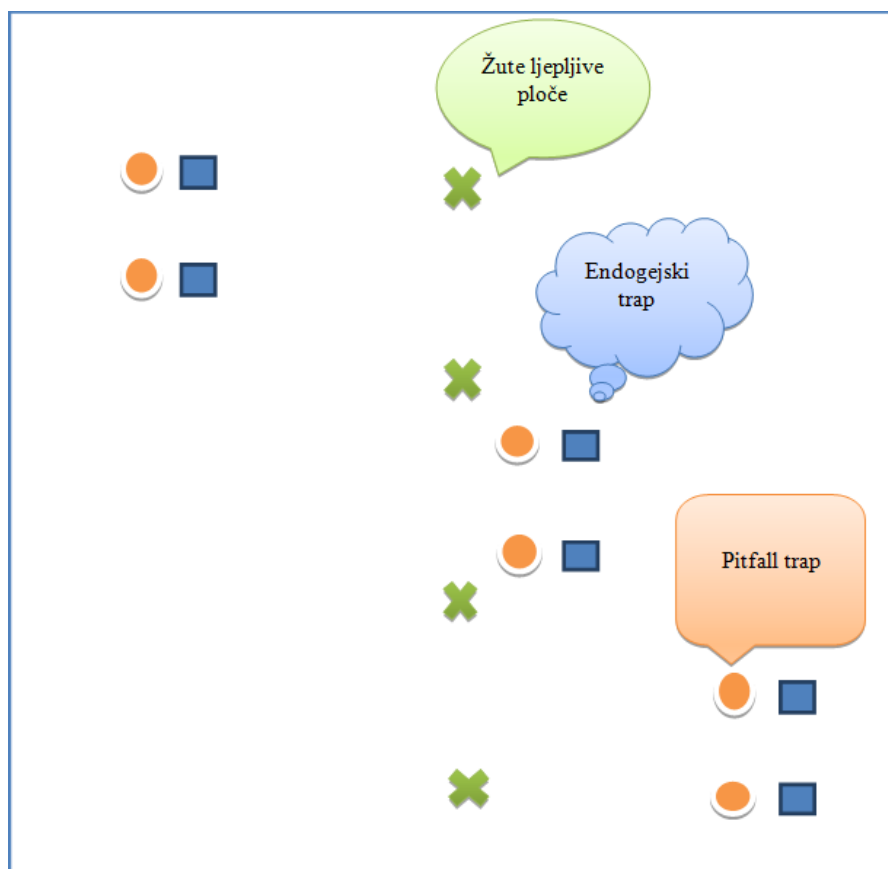 Žute ljepljive
ploče
Endogejski
trap
Pitfall trap